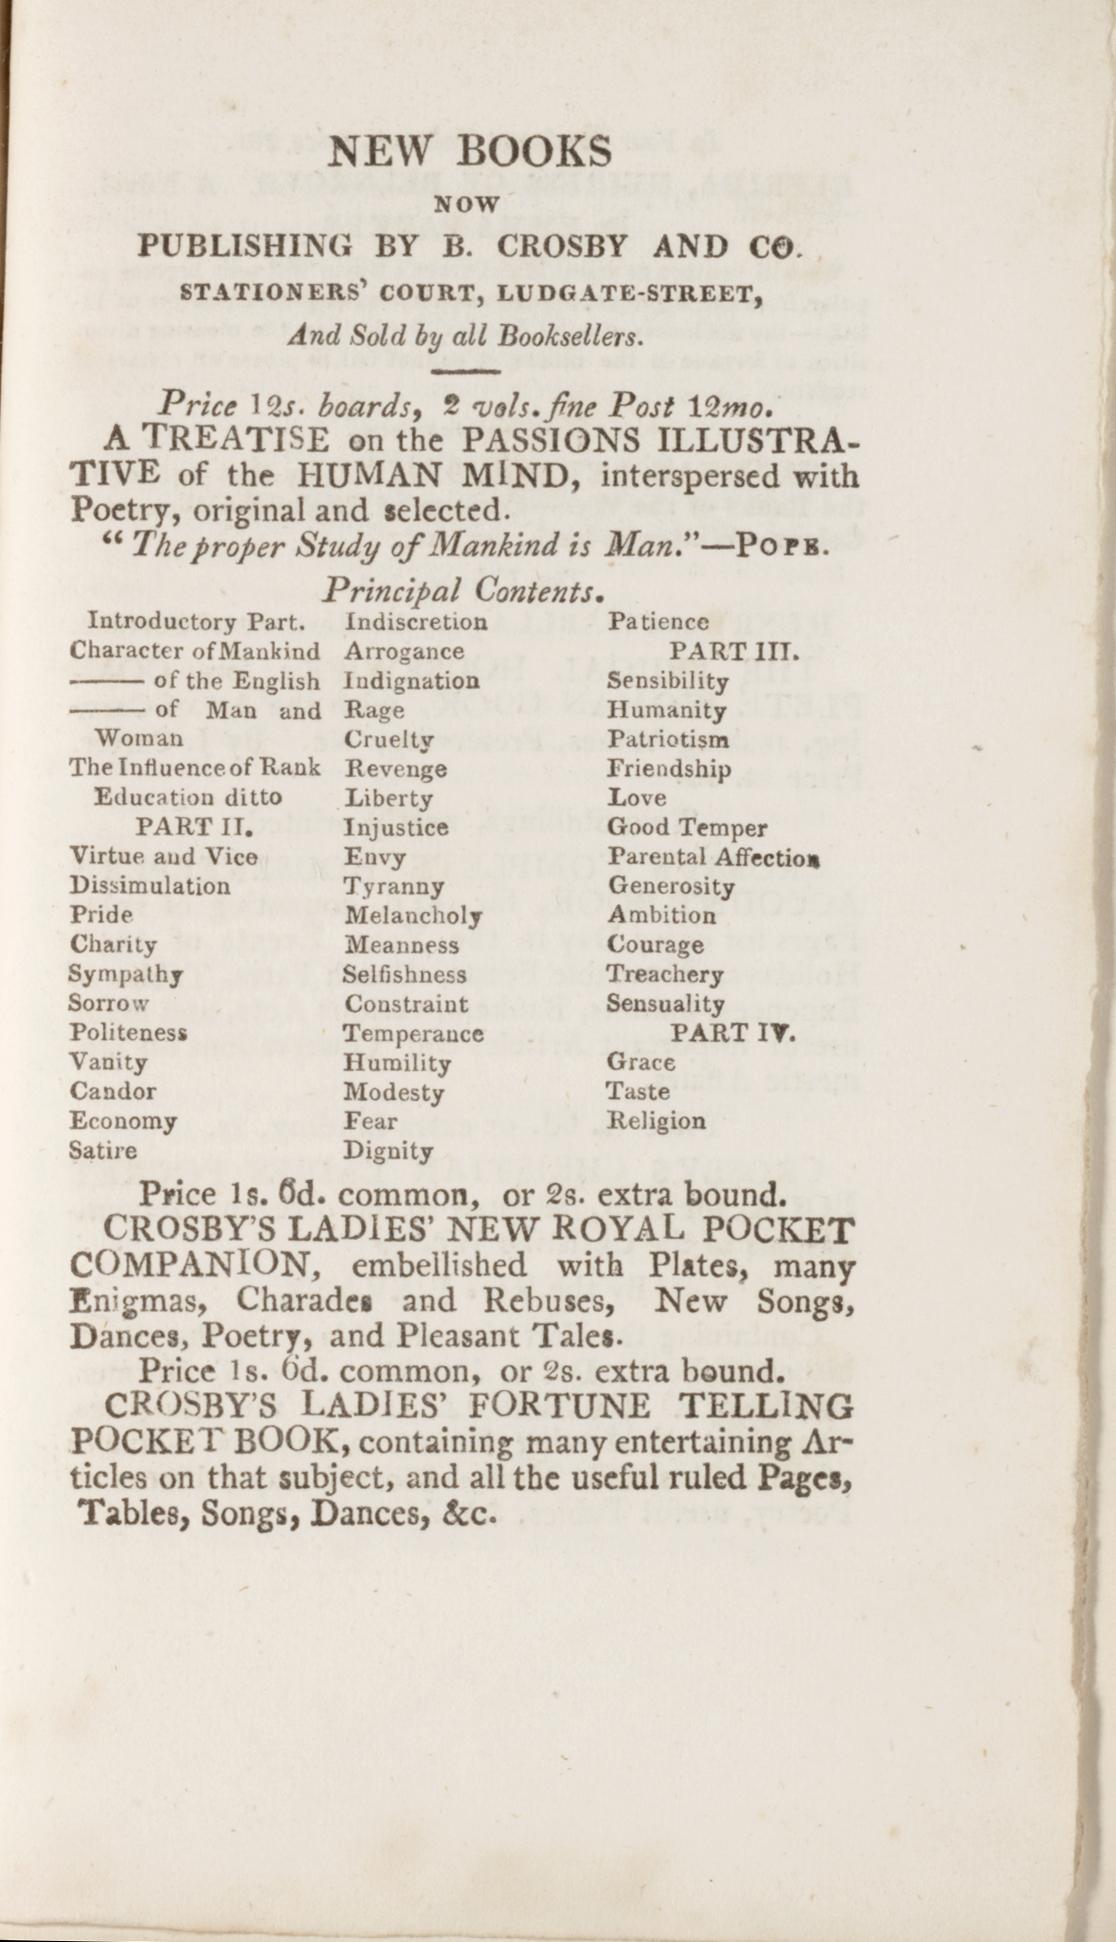 NEW BOOKS
NOW
PUBLISHING BY B. CROSBY AND CO.
STATIONERS' COURT, LUDGATE-STREET,
And Sold by all Booksellers.
Price 12s. boards, 2 vols. fine Post 12mo.
A TREATISE on the PASSIONS ILLUSTRA-
TIVE of the HUMAN MIND, interspersed with
Poetry, original and selected.
“ The proper Study of Mankind is Man.”—POPE.
Principal Contents.
Introductory Part.
Character of Mankind
—— of the English
—— of Man and
Woman
The Influence of Rank
Education ditto
PART II.
Virtue and Vice
Dissimulation
Pride
Charity
Sympathy
Sorrow
Politeness
Vanity
Candor
Economy
Satire
Indiscretion
Arrogance
Indignation
Rage
Cruelty
Revenge
Liberty
Injustice
Envy
Tyranny
Melancholy
Meanness
Selfishness
Constraint
Temperance
Humility
Modesty
Fear
Dignity
Patience
PART III.
Sensibility
Humanity
Patriotism
Friendship
Love
Good Temper
Parental Affection
Generosity
Ambition
Courage
Treachery
Sensuality
PART IV.
Grace
Taste
Religion
Price 1s. 6d. common, or 2s. extra bound.
CROSBY'S LADIES' NEW ROYAL POCKET
COMPANION, embellished with Plates, many
Enigmas, Charades and Rebuses, New Songs,
Dances, Poetry, and Pleasant Tales.
Price 1s. 6d. common, or 2s. extra bound.
CROSBY'S LADIES' FORTUNE TELLING
POCKET BOOK, containing many entertaining Ar-
ticles on that subject, and all the useful ruled Pages,
Tables, Songs, Dances, &c.